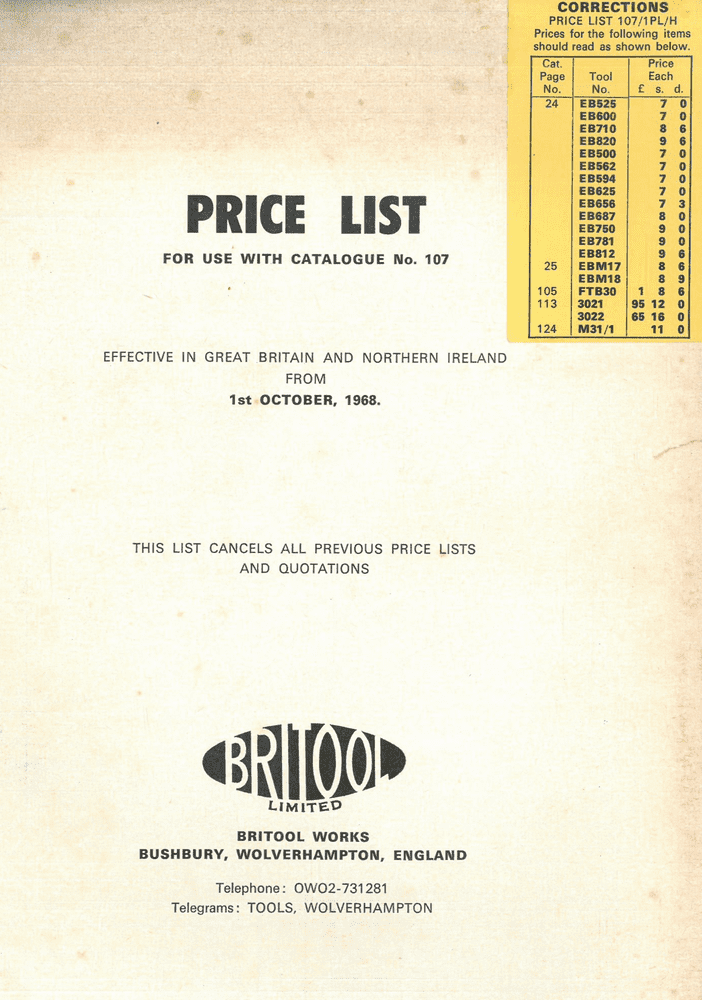 CORRECTIONS
PRICE LIST 107/1PL/H
Prices for the following items
should read as shown below.
Cat. Page No. Tool No. Price Each £ s. d.
24 EB525 7 0
EB600 7 0
EB710 8 6
EB820 9 6
EB500 7 0
EB562 7 0
EB594 7 0
EB625 7 0
EB656 7 3
EB687 8 0
EB750 9 0
EB781 9 0
EB812 9 6
25 EBM17 8 6
EBM18 8 9
105 FTB30 1 8 6
113 3021 95 12 0
3022 65 16 0
124 M31/1 11 0
PRICE LIST
FOR USE WITH CATALOGUE No. 107
EFFECTIVE IN GREAT BRITAIN AND NORTHERN IRELAND
FROM
1st OCTOBER, 1968.
THIS LIST CANCELS ALL PREVIOUS PRICE LISTS
AND QUOTATIONS
BRITOOL
LIMITED
BRITOOL WORKS
BUSHBURY, WOLVERHAMPTON, ENGLAND
Telephone: OWO2-731281
Telegrams: TOOLS, WOLVERHAMPTON